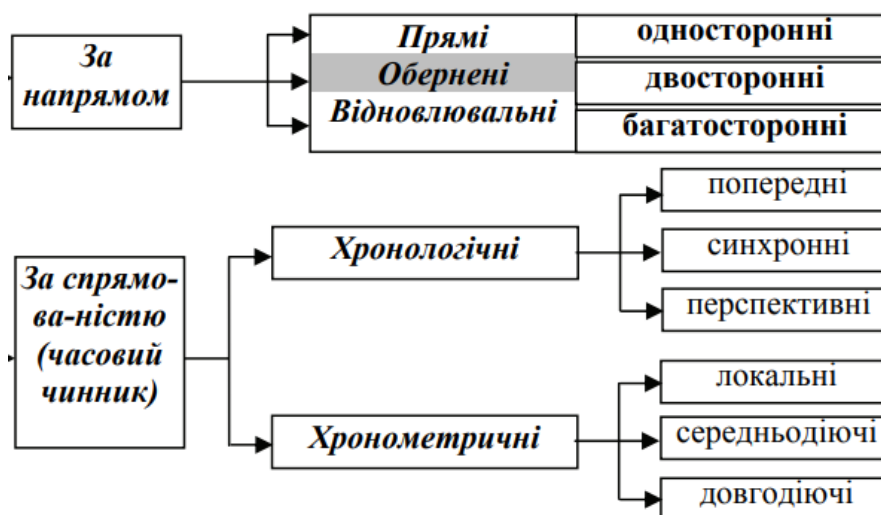 За
напрямом
Прямі
Обернені
Відновлювальні
односторонні
двосторонні
багатосторонні
За спрямо-
ва-ністю
(часовий
чинник)
Хронологічні
попередні
синхронні
перспективні
Хронометричні
локальні
середньодіючі
довгодіючі